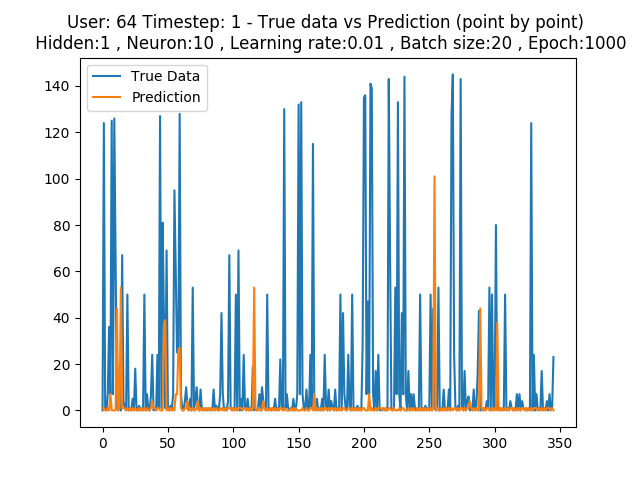 User: 64 Timestep: 1 - True data vs Prediction (point by point)
Hidden:1 , Neuron:10 , Learning rate:0.01 , Batch size:20 , Epoch:1000
True Data
Prediction
140
120
100
80
60
40
20
0
0 50 100 150 200 250 300 350